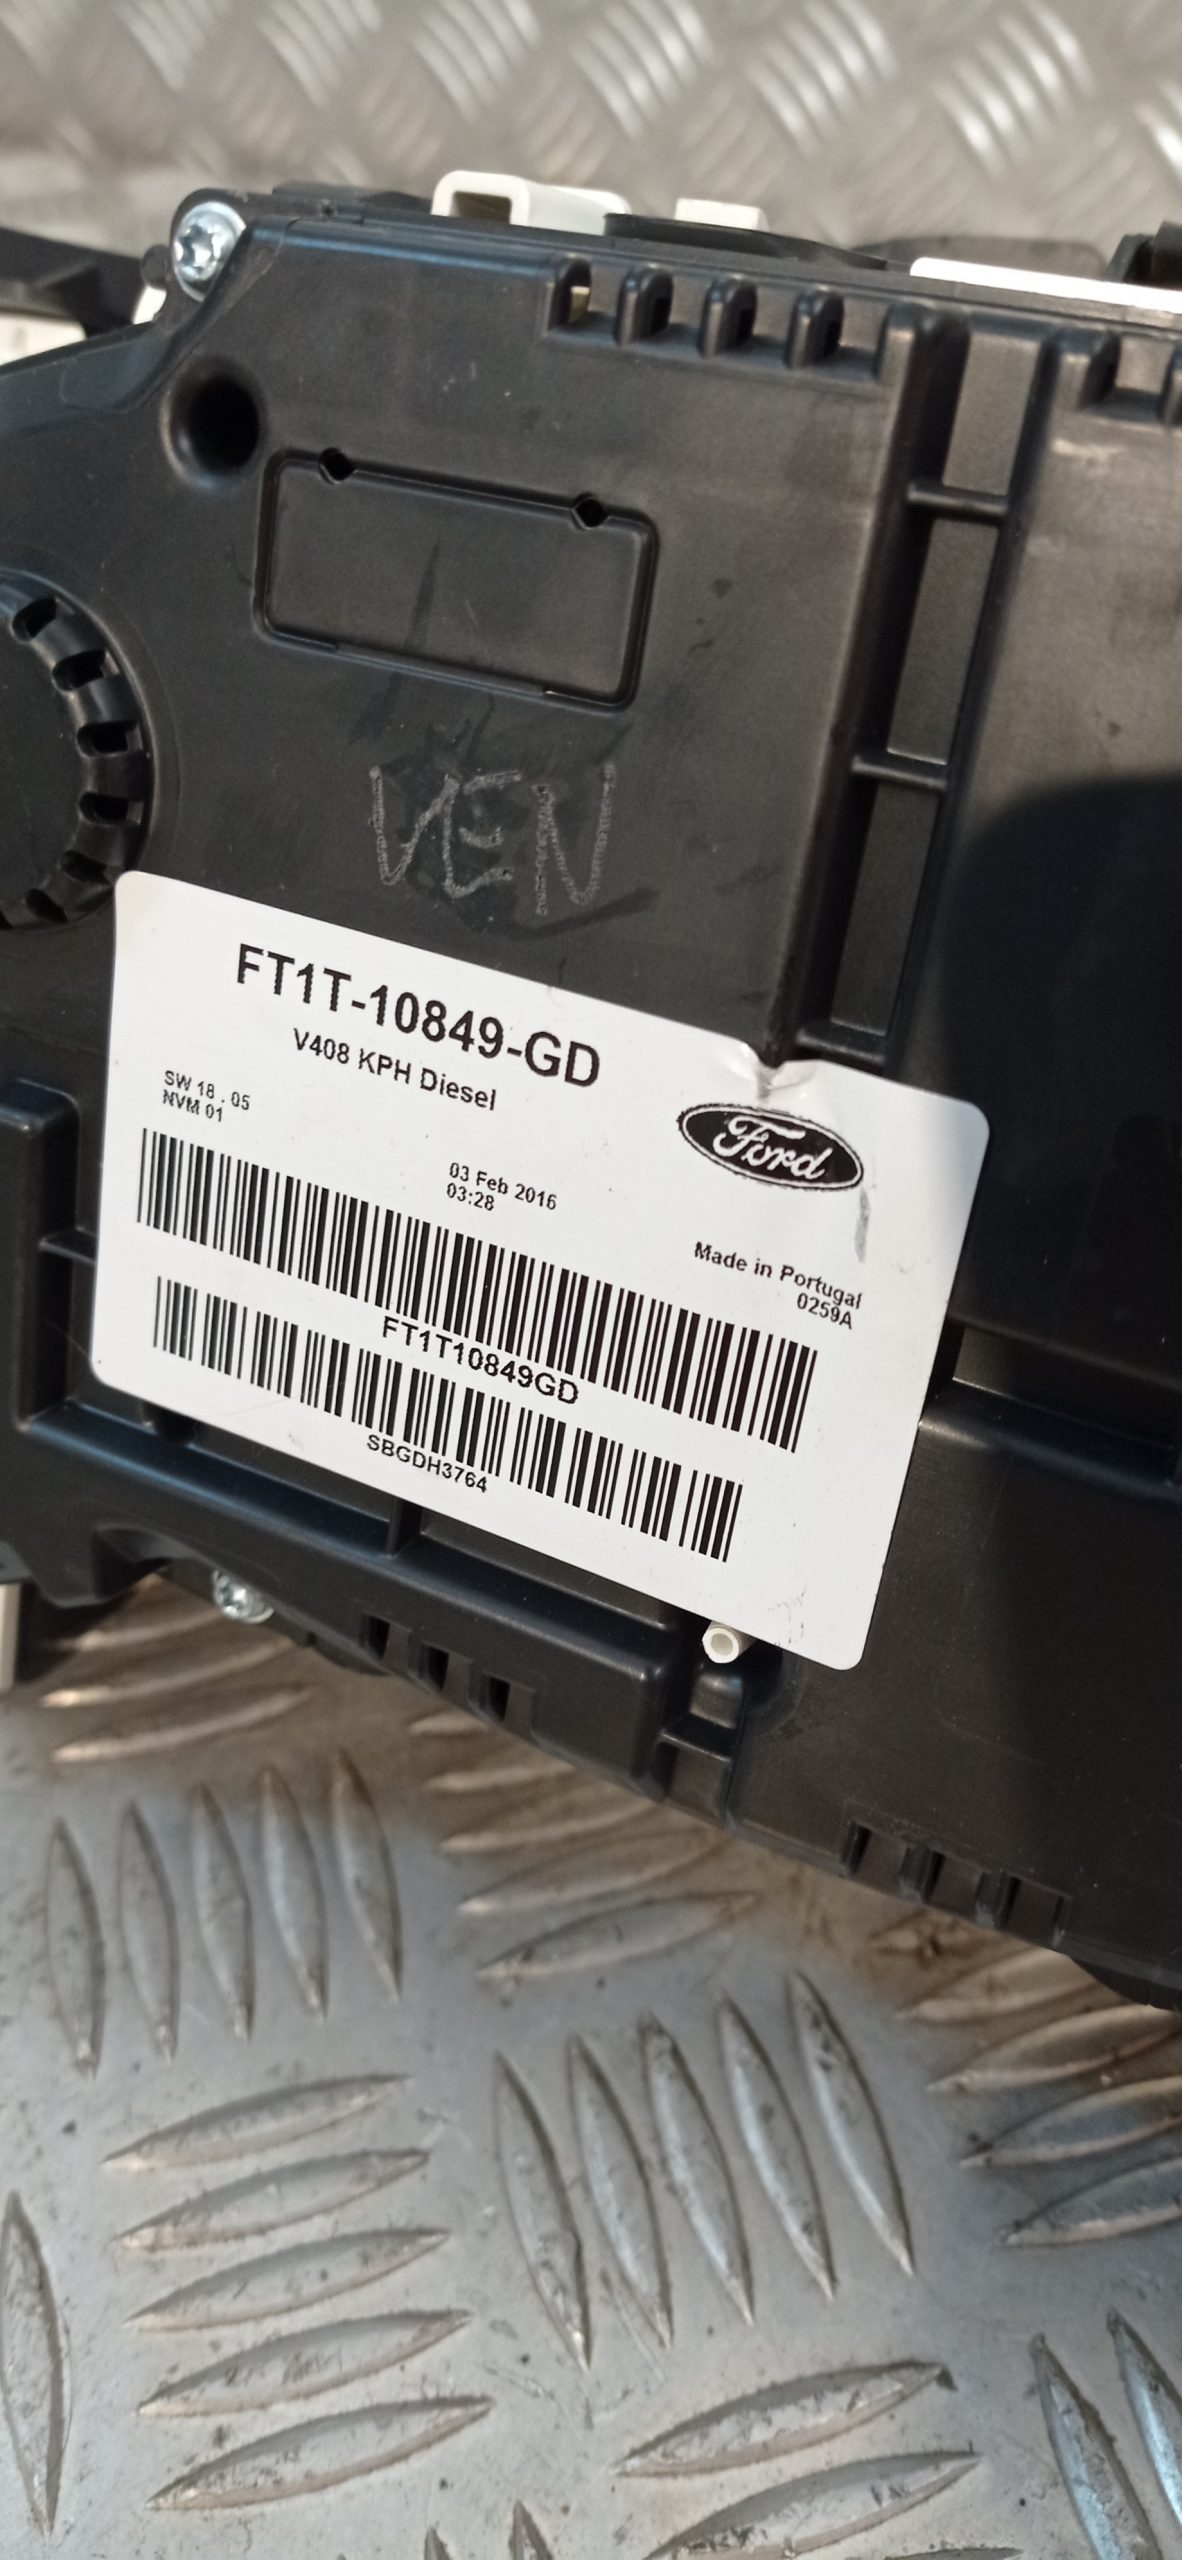 VEN
FT1T-10849-GD
V408 KPH Diesel
SW 18 . 05
NVM 01
03 Feb 2016
03:28
Ford
Made in Portugal
0259A
FT1T10849GD
SBGDH3764